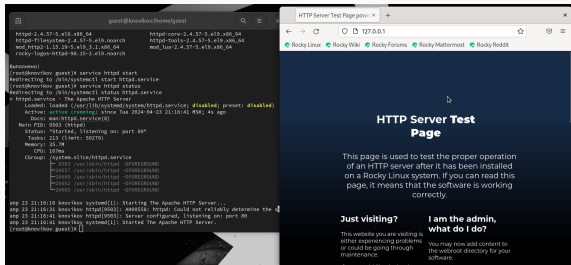 guest@knovikov:/home/guest
httpd-2.4.57-5.el9.x86_64 httpd-core-2.4.57-5.el9.x86_64
httpd-filesystem-2.4.57-5.el9.noarch httpd-tools-2.4.57-5.el9.x86_64
mod_http2-1.15.19-5.el9_3.1.x86_64 mod_lua-2.4.57-5.el9.x86_64
rocky-logos-httpd-90.15-2.el9.noarch
Выполнено!
[root@knovikov guest]# service httpd start
Redirecting to /bin/systemctl start httpd.service
[root@knovikov guest]# service httpd status
Redirecting to /bin/systemctl status httpd.service
● httpd.service - The Apache HTTP Server
Loaded: loaded (/usr/lib/systemd/system/httpd.service; disabled; preset: disabled)
Active: active (running) since Tue 2024-04-23 21:16:41 MSK; 4s ago
Docs: man:httpd.service(8)
Main PID: 9503 (httpd)
Status: "Started, listening on: port 80"
Tasks: 213 (limit: 50279)
Memory: 35.7M
CPU: 167ms
CGroup: /system.slice/httpd.service
/usr/sbin/httpd -DFOREGROUND
/usr/sbin/httpd -DFOREGROUND
/usr/sbin/httpd -DFOREGROUND
/usr/sbin/httpd -DFOREGROUND
/usr/sbin/httpd -DFOREGROUND
апр 23 21:16:16 knovikov systemd[1]: Starting The Apache HTTP Server...
апр 23 21:16:31 knovikov httpd[9503]: AH00558: httpd: Could not reliably determine the
апр 23 21:16:41 knovikov httpd[9503]: Server configured, listening on: port 80
апр 23 21:16:41 knovikov systemd[1]: Started The Apache HTTP Server.
[root@knovikov guest]#
HTTP Server Test Page pow
127.0.0.1
Rocky Linux Rocky Wiki Rocky Forums Rocky Mattermost Rocky Reddit
HTTP Server Test
Page
This page is used to test the proper operation
of an HTTP server after it has been installed
on a Rocky Linux system. If you can read this
page, it means that the software is working
correctly.
Just visiting?
This website you are visiting is
either experiencing problems
or could be going through
maintenance.
I am the admin,
what do I do?
You may now add content to
the webroot directory for your
software.